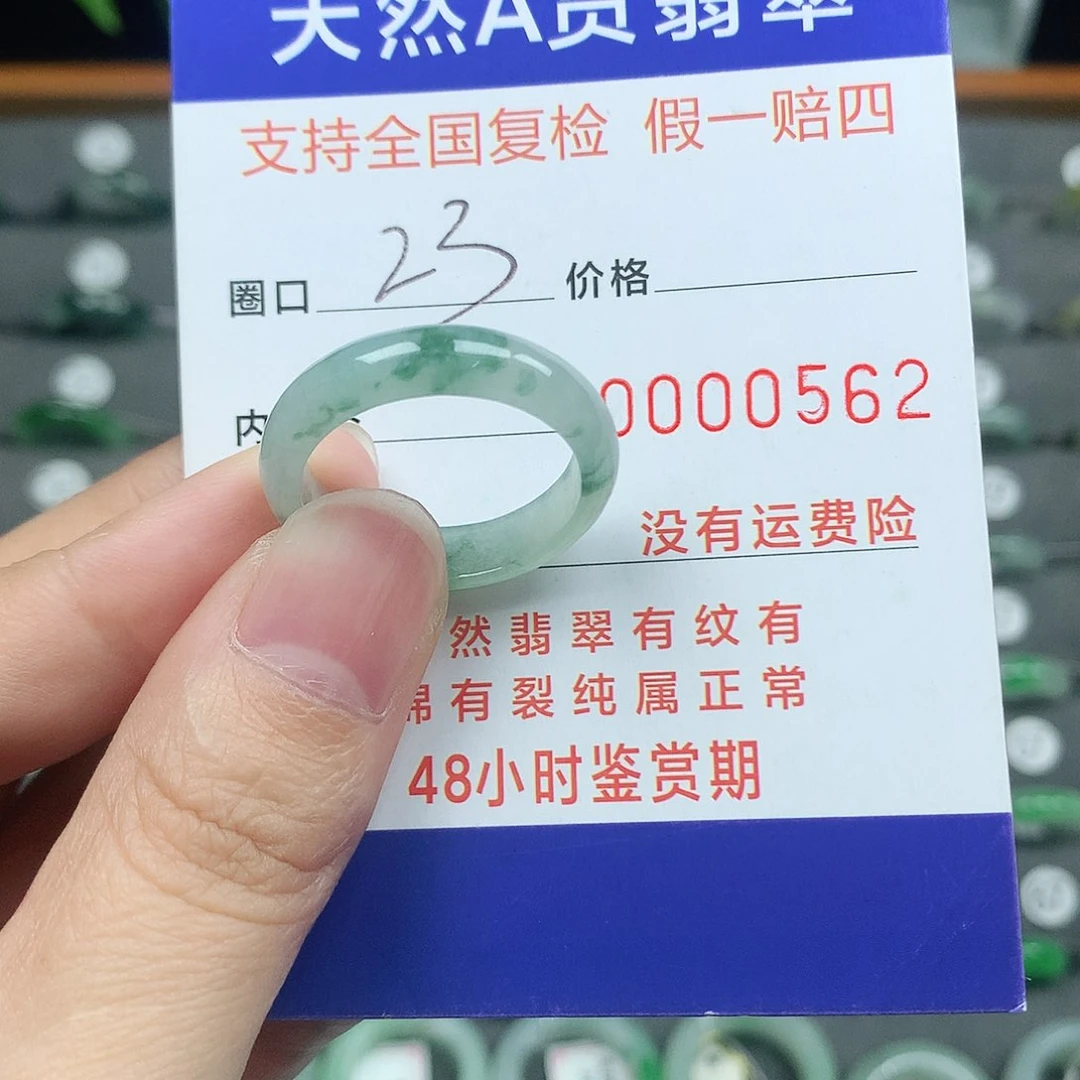 天然A货翡翠
支持全国复检 假一赔四
圈口 23 价格
内
0000562
没有运费险
然翡翠有纹有
棉有裂纯属正常
48小时鉴赏期